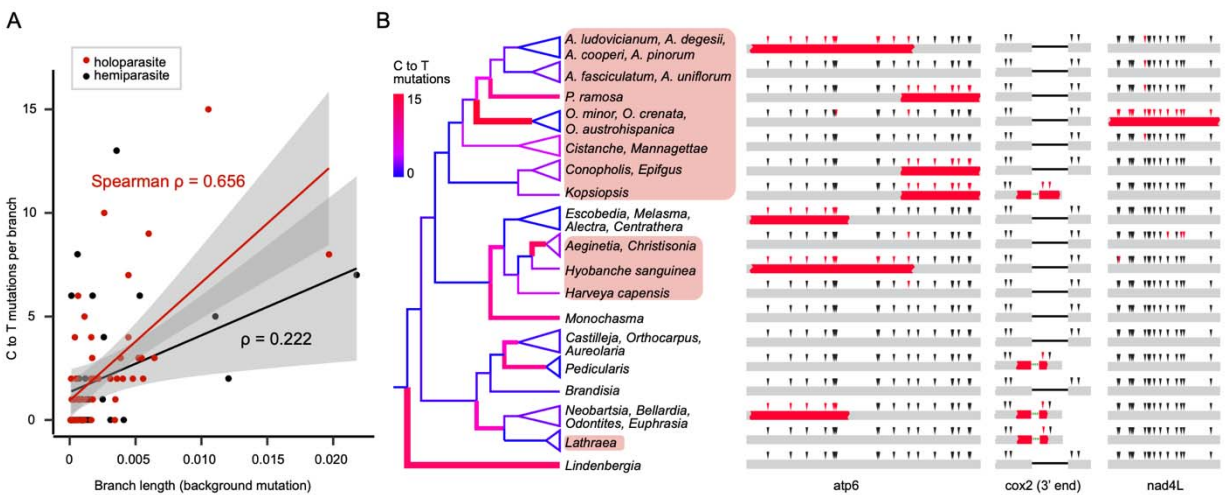 A
holoparasite
hemiparasite
C to T mutations per branch
15
10
5
0
Spearman ρ = 0.656
ρ = 0.222
0
0.005
0.010
0.015
0.020
Branch length (background mutation)
B
C to T
mutations
15
0
A. ludovicianum, A. degesii,
A. cooperi, A. pinorum
A. fasciculatum, A. uniflorum
P. ramosa
O. minor, O. crenata,
O. austrohispanica
Cistanche, Mannagettae
Conopholis, Epifgus
Kopsiopsis
Escobedia, Melasma,
Alectra, Centrathera
Aeginetia, Christisonia
Hyobanche sanguinea
Harveya capensis
Monochasma
Castilleja, Orthocarpus,
Aureolaria
Pedicularis
Brandisia
Neobartsia, Bellardia,
Odontites, Euphrasia
Lathraea
Lindenbergia
atp6
cox2 (3' end)
nad4L